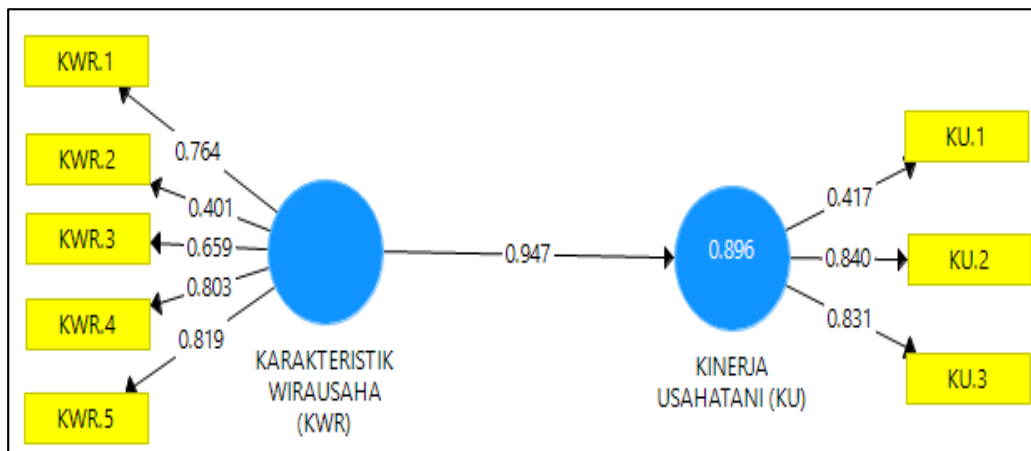 KWR.1
0.764
KWR.2
0.401
KWR.3
0.659
KWR.4
0.803
KWR.5
0.819
KARAKTERISTIK
WIRAUSAHA
(KWR)
0.947
0.896
KINERJA
USAHATANI (KU)
KU.1
0.417
KU.2
0.840
KU.3
0.831